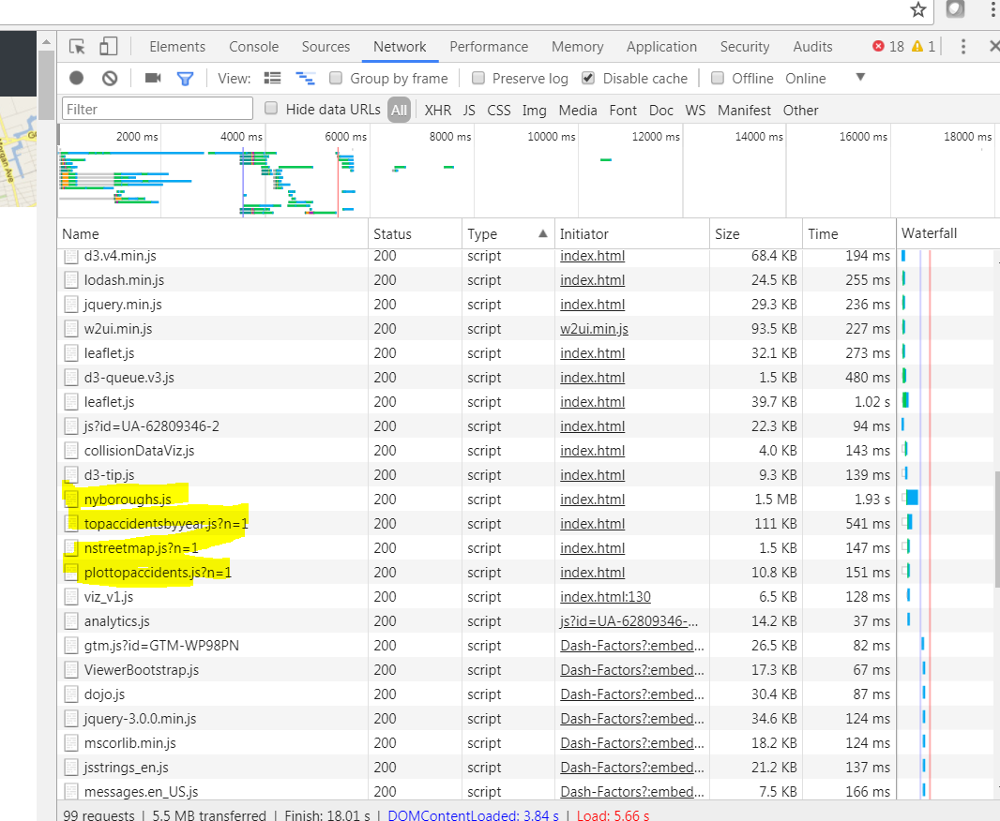 Elements Console Sources Network Performance Memory Application Security Audits 18 1
View: Group by frame Preserve log Disable cache Offline Online
Filter Hide data URLs All XHR JS CSS Img Media Font Doc WS Manifest Other
2000 ms 4000 ms 6000 ms 8000 ms 10000 ms 12000 ms 14000 ms 16000 ms 18000 ms
Morgan Ave
Name Status Type Initiator Size Time Waterfall
d3.v4.min.js 200 script index.html 68.4 KB 194 ms
lodash.min.js 200 script index.html 24.5 KB 255 ms
jquery.min.js 200 script index.html 29.3 KB 236 ms
w2ui.min.js 200 script w2ui.min.js 93.5 KB 227 ms
leaflet.js 200 script index.html 32.1 KB 273 ms
d3-queue.v3.js 200 script index.html 1.5 KB 480 ms
leaflet.js 200 script index.html 39.7 KB 1.02 s
js?id=UA-62809346-2 200 script index.html 22.3 KB 94 ms
collisionDataViz.js 200 script index.html 4.0 KB 143 ms
d3-tip.js 200 script index.html 9.3 KB 139 ms
nyboroughs.js 200 script index.html 1.5 MB 1.93 s
topaccidentsbyyear.js?n=1 200 script index.html 111 KB 541 ms
nstreetmap.js?n=1 200 script index.html 1.5 KB 147 ms
plottopaccidents.js?n=1 200 script index.html 10.8 KB 151 ms
viz_v1.js 200 script index.html:130 6.5 KB 128 ms
analytics.js 200 script js?id=UA-62809346-... 14.2 KB 37 ms
gtm.js?id=GTM-WP98PN 200 script Dash-Factors?:embed... 26.5 KB 82 ms
ViewerBootstrap.js 200 script Dash-Factors?:embed... 17.3 KB 67 ms
dojo.js 200 script Dash-Factors?:embed... 30.4 KB 87 ms
jquery-3.0.0.min.js 200 script Dash-Factors?:embed... 34.6 KB 124 ms
mscorlib.min.js 200 script Dash-Factors?:embed... 18.2 KB 124 ms
jsstrings_en.js 200 script Dash-Factors?:embed... 21.2 KB 137 ms
messages.en_US.js 200 script Dash-Factors?:embed... 7.5 KB 166 ms
99 requests | 5.5 MB transferred | Finish: 18.01 s | DOMContentLoaded: 3.84 s | Load: 5.66 s